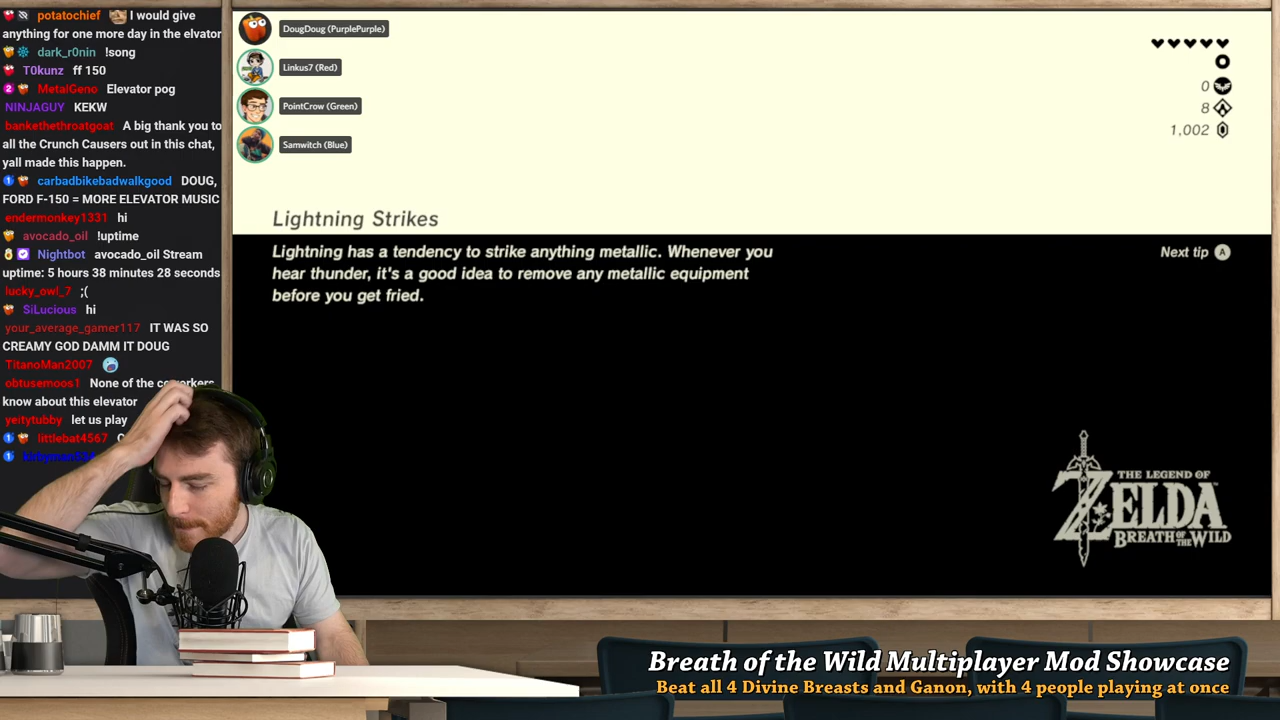 potatochief I would give
anything for one more day in the elvator
dark_r0nin !song
T0kunz ff 150
2 MetalGeno Elevator pog
NINJAGUY KEKW
bankethethroatgoat A big thank you to
all the Crunch Causers out in this chat,
yall made this happen.
1 carbadbikebadwalkgood DOUG,
FORD F-150 = MORE ELEVATOR MUSIC
endermonkey1331 hi
avocado_oil !uptime
Nightbot avocado_oil Stream
uptime: 5 hours 38 minutes 28 seconds
lucky_owl_7 ;(
SiLucious hi
your_average_gamer117 IT WAS SO
CREAMY GOD DAMM IT DOUG
TitanoMan2007
obtusemoos1 None of the coworkers
know about this elevator
yeitytubby let us play
1 littlebat4567
1
DougDoug (PurplePurple)
Linkus7 (Red)
PointCrow (Green)
Samwitch (Blue)
0
8
1,002
Lightning Strikes
Lightning has a tendency to strike anything metallic. Whenever you
hear thunder, it's a good idea to remove any metallic equipment
before you get fried.
Next tip A
THE LEGEND OF
ZELDA
BREATH OF THE WILD
Breath of the Wild Multiplayer Mod Showcase
Beat all 4 Divine Breasts and Ganon, with 4 people playing at once